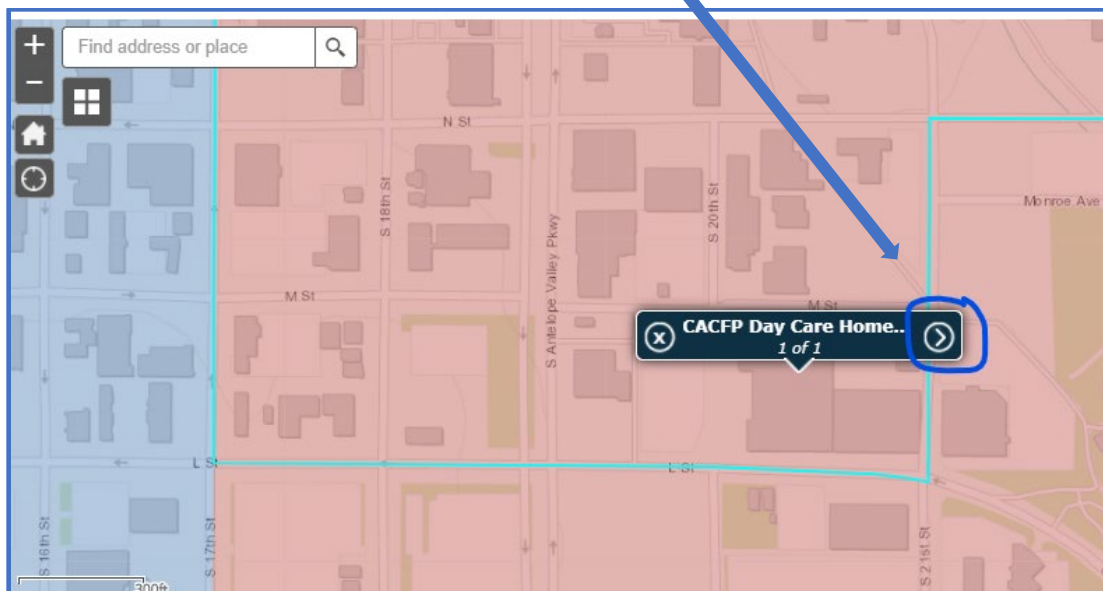 +
Find address or place
−
N St
S 18th St
S 20th St
Monroe Ave
S Antelope Valley Pkwy
M St
M St
CACFP Day Care Home..
1 of 1
L St
L St
S 16th St
S 17th St
S 21st St
300ft